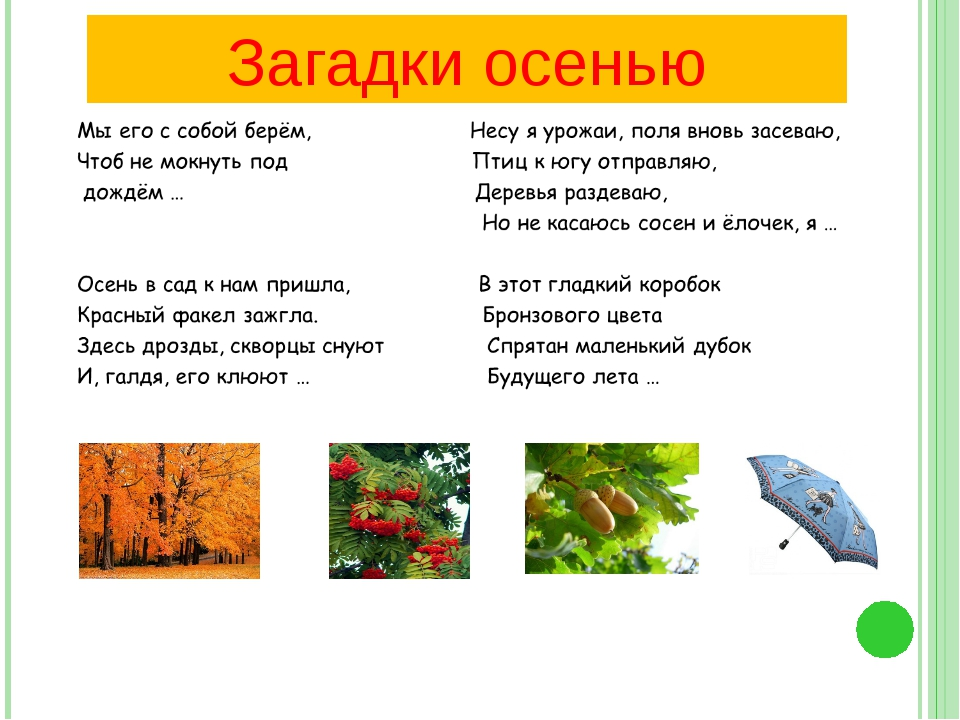 Загадки осенью
Мы его с собой берём,
Чтоб не мокнуть под
дождём ...
Несу я урожаи, поля вновь засеваю,
Птиц к югу отправляю,
Деревья раздеваю,
Но не касаюсь сосен и ёлочек, я ...
Осень в сад к нам пришла,
Красный факел зажгла.
Здесь дрозды, скворцы снуют
И, галдя, его клюют ...
В этот гладкий коробок
Бронзового цвета
Спрятан маленький дубок
Будущего лета ...